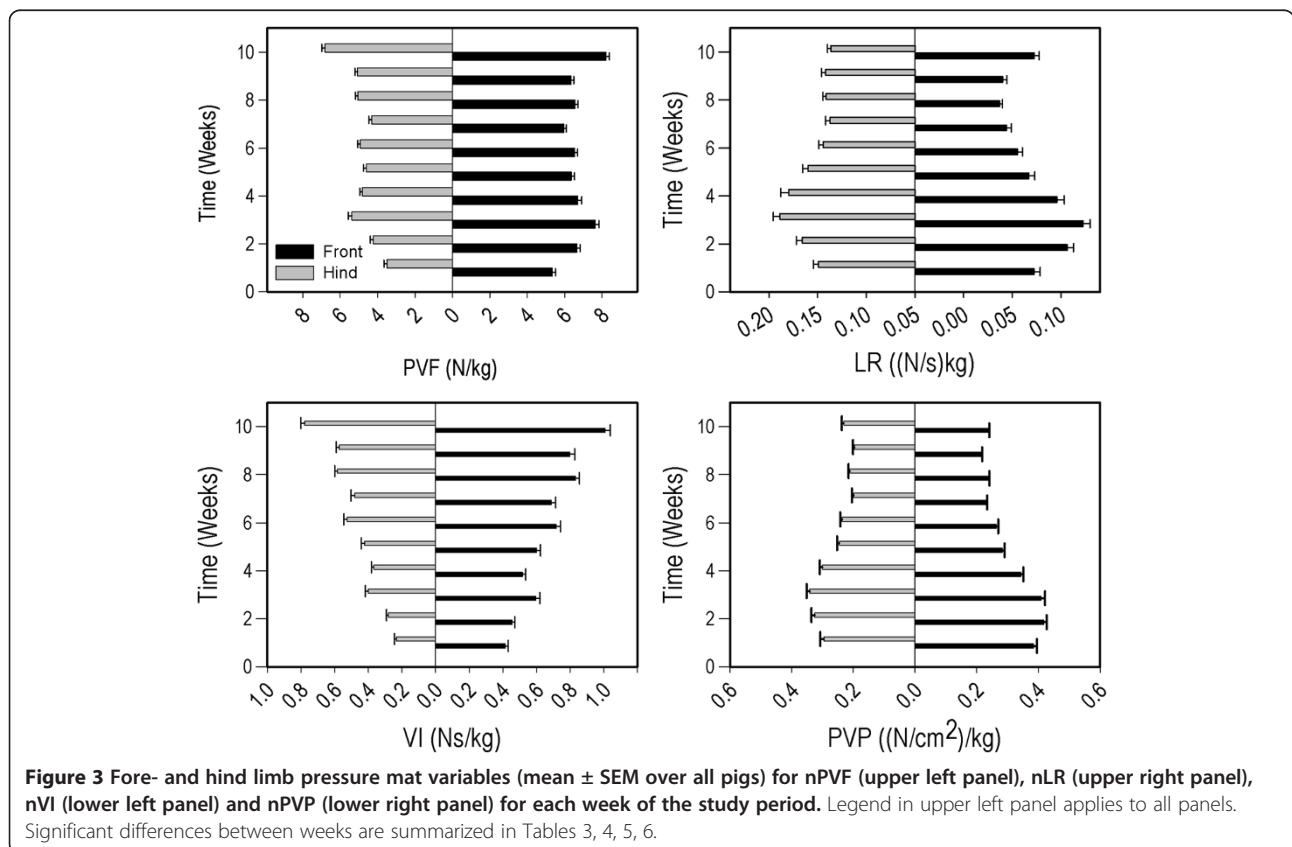 10
8
6
4
2
0
Time (Weeks)
Front
Hind
8 6 4 2 0 2 4 6 8
PVF (N/kg)
10
8
6
4
2
0
Time (Weeks)
0.20 0.15 0.10 0.05 0.00 0.05 0.10
LR ((N/s)kg)
10
8
6
4
2
0
Time (Weeks)
1.0 0.8 0.6 0.4 0.2 0.0 0.2 0.4 0.6 0.8 1.0
VI (Ns/kg)
10
8
6
4
2
0
Time (Weeks)
0.6 0.4 0.2 0.0 0.2 0.4 0.6
PVP ((N/cm²)/kg)
Figure 3 Fore- and hind limb pressure mat variables (mean ± SEM over all pigs) for nPVF (upper left panel), nLR (upper right panel),
nVI (lower left panel) and nPVP (lower right panel) for each week of the study period. Legend in upper left panel applies to all panels.
Significant differences between weeks are summarized in Tables 3, 4, 5, 6.